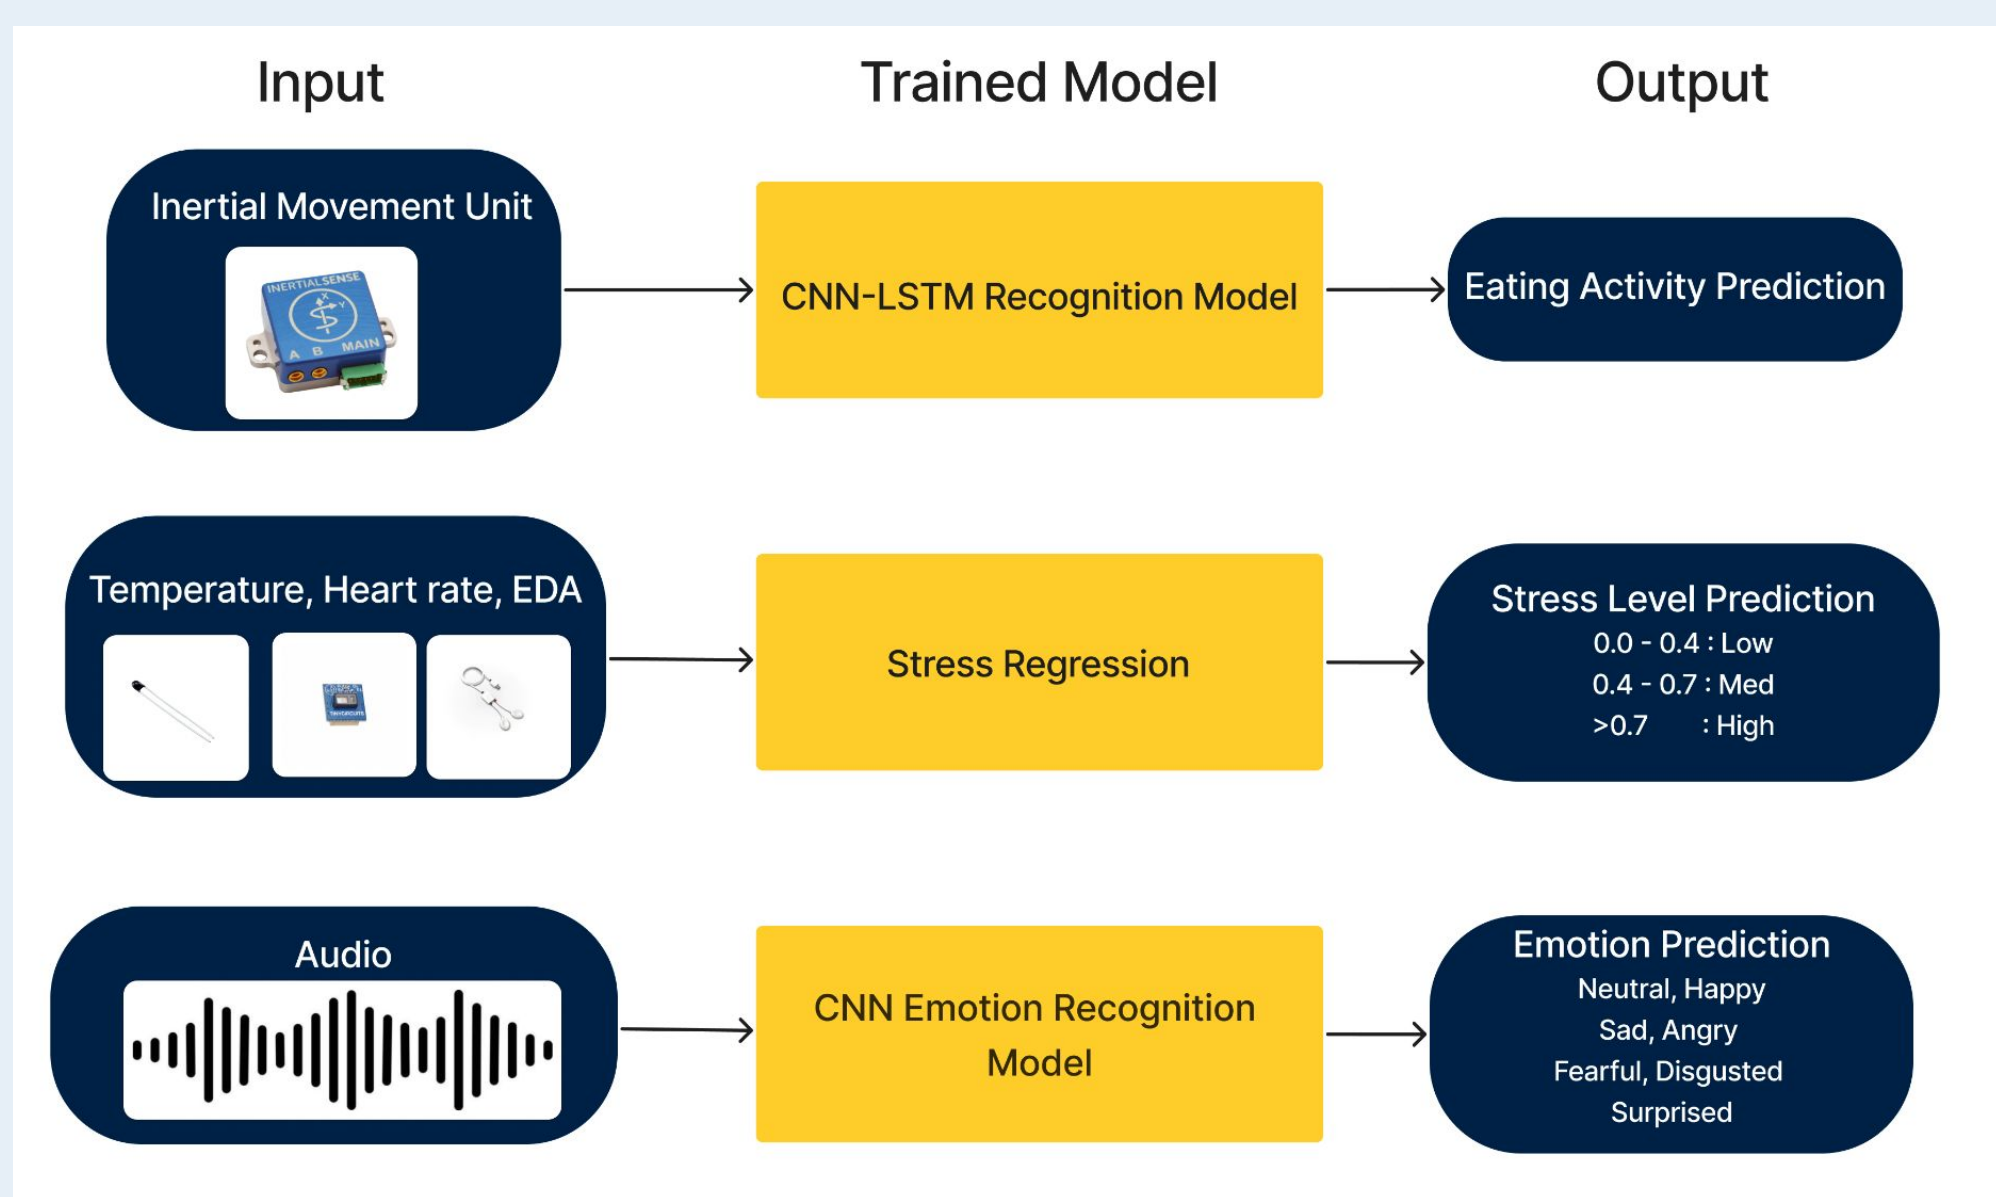 Input
Trained Model
Output
Inertial Movement Unit
INERTIALSENSE
X
Y
A B MAIN
CNN-LSTM Recognition Model
Eating Activity Prediction
Temperature, Heart rate, EDA
Stress Regression
Stress Level Prediction
0.0 - 0.4 : Low
0.4 - 0.7 : Med
>0.7 : High
Audio
CNN Emotion Recognition
Model
Emotion Prediction
Neutral, Happy
Sad, Angry
Fearful, Disgusted
Surprised